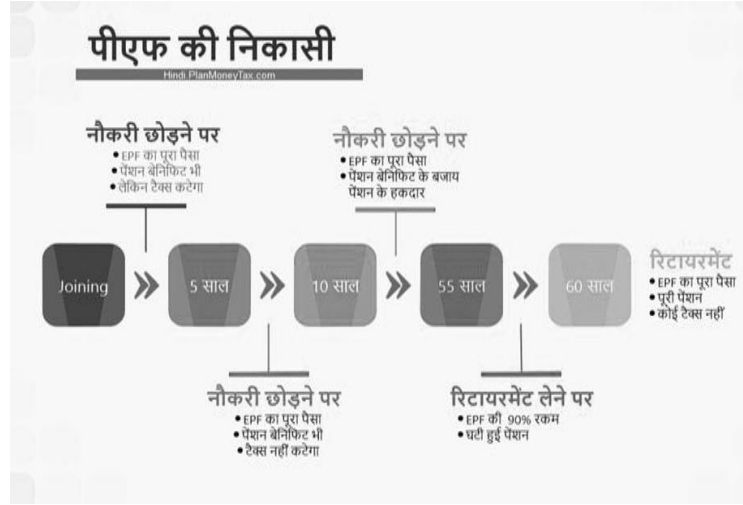 पीएफ की निकासी
Hindi.PlanMoneyTax.com
नौकरी छोड़ने पर
• EPF का पूरा पैसा
• पेंशन बेनिफिट भी
• लेकिन टैक्स कटेगा
नौकरी छोड़ने पर
• EPF का पूरा पैसा
• पेंशन बेनिफिट के बजाय
पेंशन के हकदार
Joining
5 साल
10 साल
55 साल
60 साल
रिटायरमेंट
• EPF का पूरा पैसा
• पूरी पेंशन
• कोई टैक्स नहीं
नौकरी छोड़ने पर
• EPF का पूरा पैसा
• पेंशन बेनिफिट भी
• टैक्स नहीं कटेगा
रिटायरमेंट लेने पर
• EPF की 90% रकम
• घटी हुई पेंशन